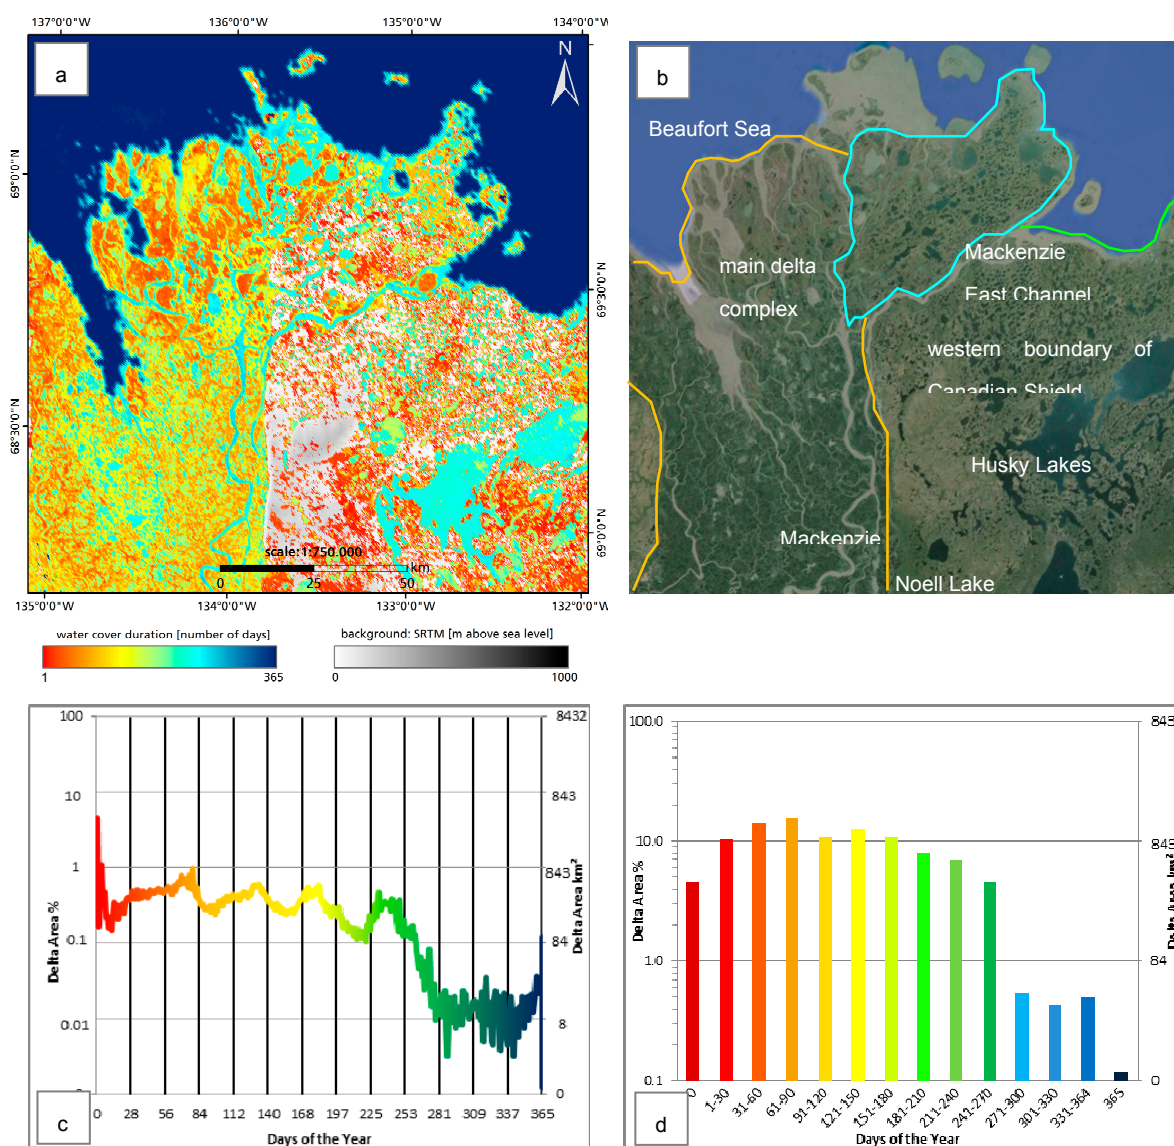 137°0'0"W 136°0'0"W 135°0'0"W 134°0'0"W
a
N
69°0'0"N
69°30'0"N
68°30'0"N
69°0'0"N
scale:1:750.000
km
0 25 50
135°0'0"W 134°0'0"W 133°0'0"W 132°0'0"W
water cover duration [number of days]
1 365
background: SRTM [m above sea level]
0 1000
b
Beaufort Sea
main delta
complex
Mackenzie
East Channel
western boundary of
Canadian Shield
Husky Lakes
Mackenzie
Noell Lake
100
10
1
0.1
0.01
Delta Area %
8432
843
843
84
8
0
Delta Area km²
0 28 56 84 112 140 168 197 225 253 281 309 337 365
Days of the Year
c
100.0
10.0
1.0
0.1
Delta Area %
843
843
84
0
Delta Area km²
0 1-30 31-60 61-90 91-120 121-150 151-180 181-210 211-240 241-270 271-300 301-330 331-364 365
Days of the Year
d